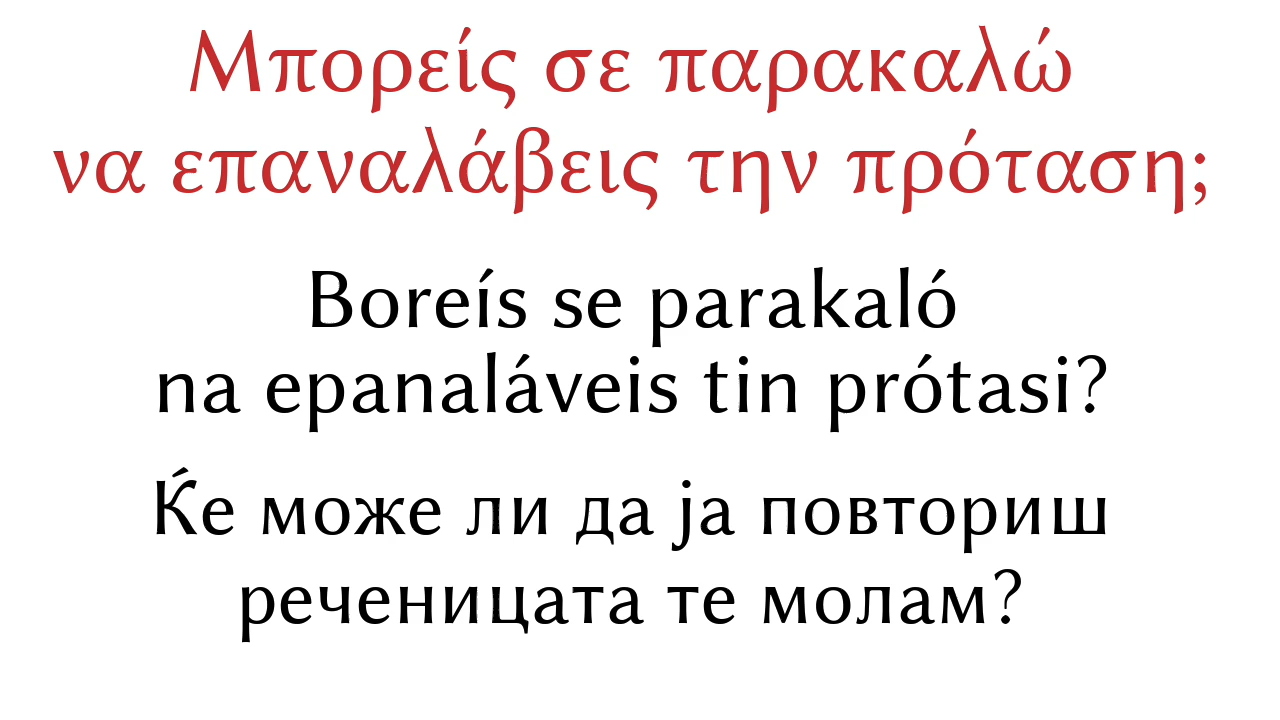 Μπορείς σε παρακαλώ
να επαναλάβεις την πρόταση;
Boreís se parakaló
na epanaláveis tin prótasi?
Ќе може ли да ја повториш
реченицата те молам?